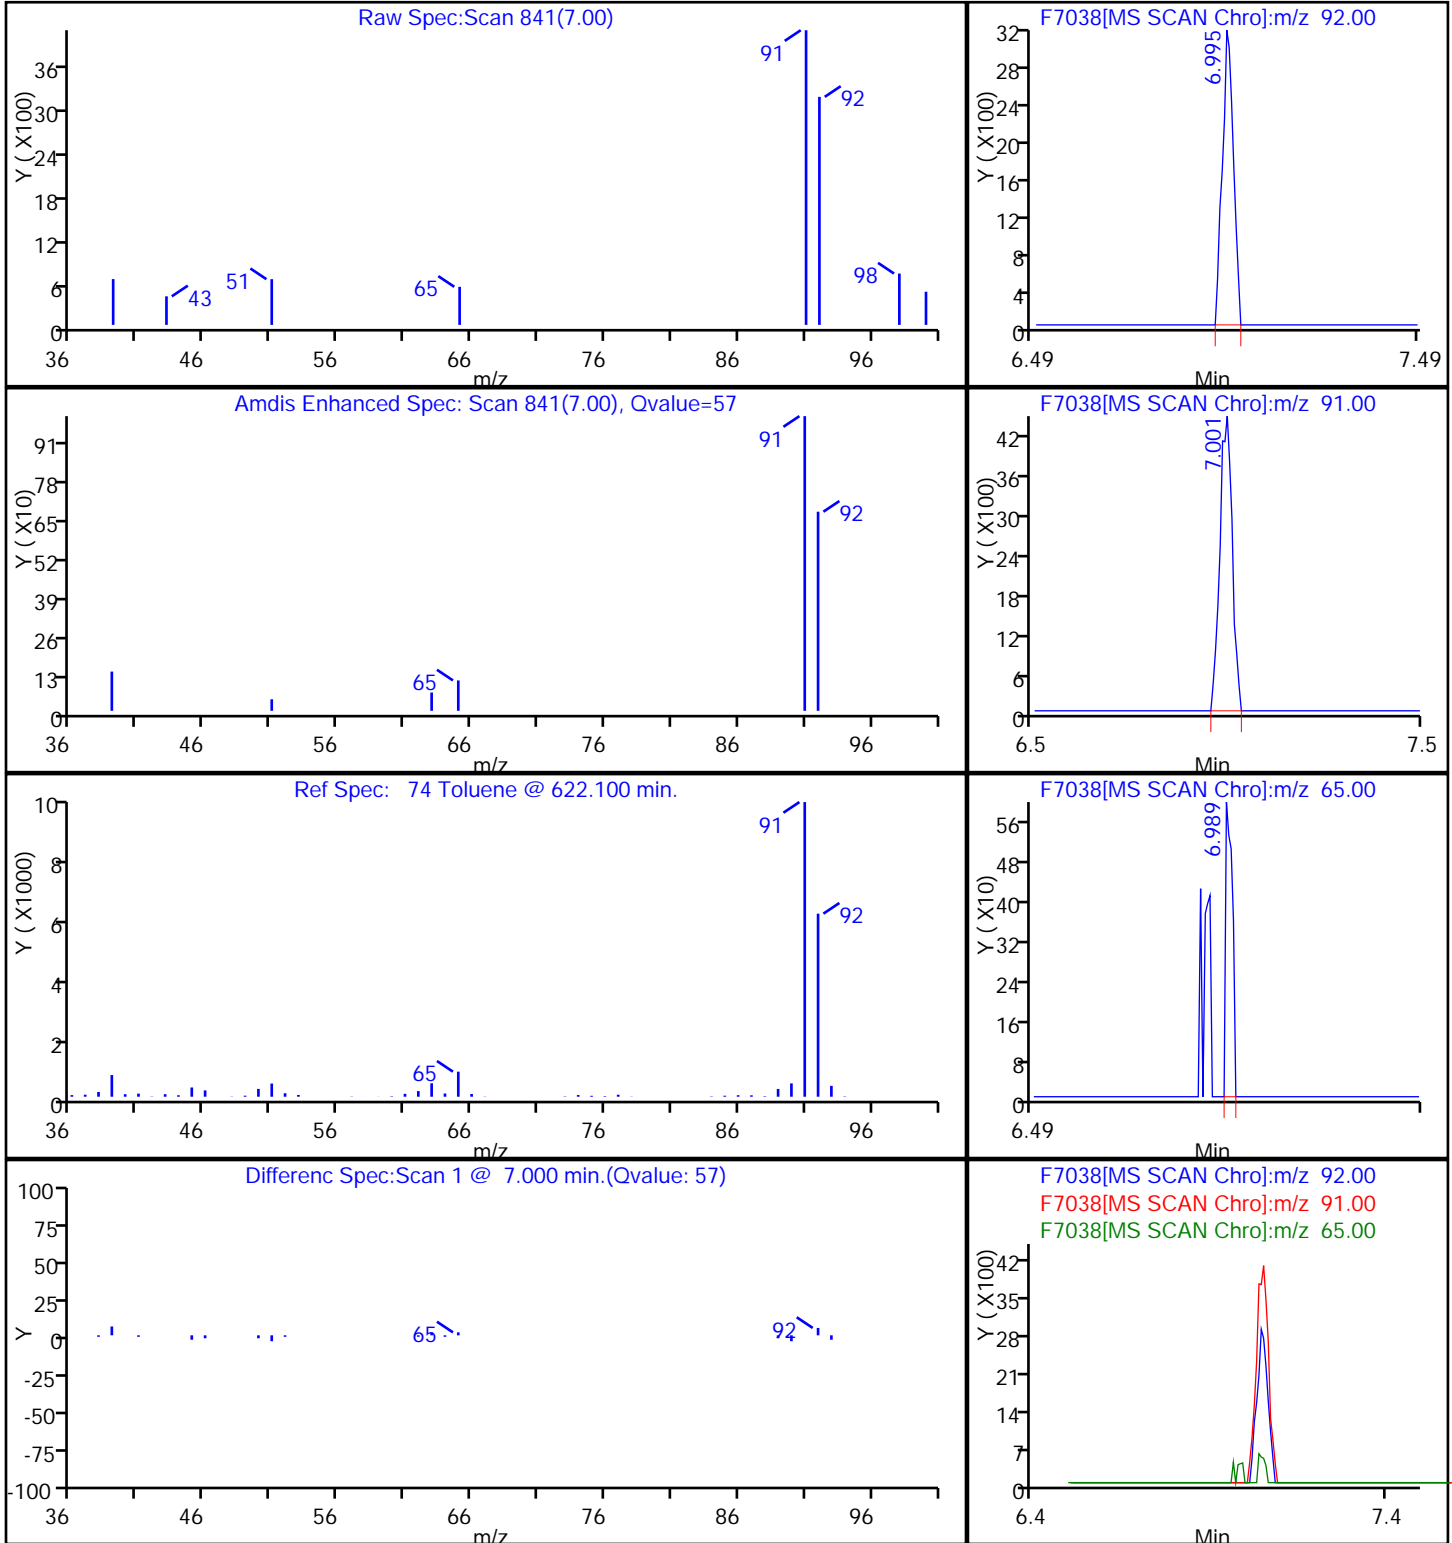 Raw Spec:Scan 841(7.00)
Y ( X100)
36
30
24
18
12
6
0
91
92
43
51
65
98
36 46 56 66 76 86 96
m/z
F7038[MS SCAN Chro]:m/z 92.00
Y ( X100)
32
28
24
20
16
12
8
4
0
6.995
6.49 7.49
Min
Amdis Enhanced Spec: Scan 841(7.00), Qvalue=57
Y ( X10)
91
78
65
52
39
26
13
0
91
92
65
36 46 56 66 76 86 96
m/z
F7038[MS SCAN Chro]:m/z 91.00
Y ( X100)
42
36
30
24
18
12
6
0
7.001
6.5 7.5
Min
Ref Spec: 74 Toluene @ 622.100 min.
Y ( X1000)
10
8
6
4
2
0
91
92
65
36 46 56 66 76 86 96
m/z
F7038[MS SCAN Chro]:m/z 65.00
Y ( X10)
56
48
40
32
24
16
8
0
6.989
6.49
Min
Differenc Spec:Scan 1 @ 7.000 min.(Qvalue: 57)
Y
100
75
50
25
0
-25
-50
-75
-100
65
92
36 46 56 66 76 86 96
m/z
F7038[MS SCAN Chro]:m/z 92.00
F7038[MS SCAN Chro]:m/z 91.00
F7038[MS SCAN Chro]:m/z 65.00
Y ( X100)
42
35
28
21
14
7
0
6.4 7.4
Min